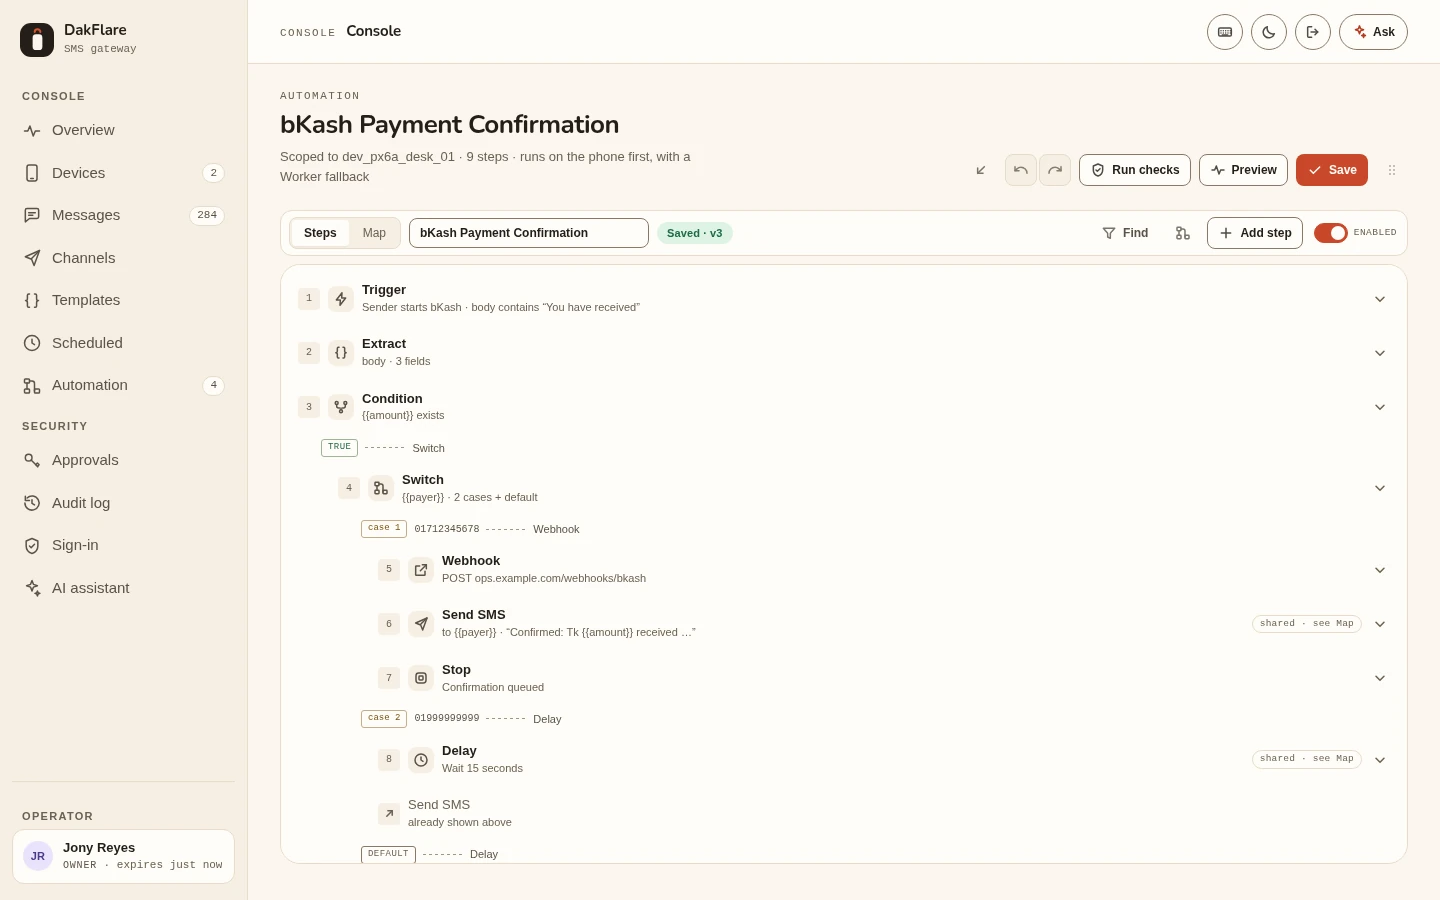 DakFlare
SMS gateway
CONSOLE
Overview
Devices 2
Messages 284
Channels
Templates
Scheduled
Automation 4
SECURITY
Approvals
Audit log
Sign-in
AI assistant
OPERATOR
JR
Jony Reyes
OWNER · expires just now
CONSOLE Console
Ask
AUTOMATION
bKash Payment Confirmation
Scoped to dev_px6a_desk_01 · 9 steps · runs on the phone first, with a
Worker fallback
Run checks
Preview
Save
Steps
Map
bKash Payment Confirmation
Saved · v3
Find
Add step
ENABLED
1
Trigger
Sender starts bKash · body contains “You have received”
2
Extract
body · 3 fields
3
Condition
{{amount}} exists
TRUE ------- Switch
4
Switch
{{payer}} · 2 cases + default
case 1 01712345678 ------- Webhook
5
Webhook
POST ops.example.com/webhooks/bkash
6
Send SMS
to {{payer}} · “Confirmed: Tk {{amount}} received …”
shared · see Map
7
Stop
Confirmation queued
case 2 01999999999 ------- Delay
8
Delay
Wait 15 seconds
shared · see Map
Send SMS
already shown above
DEFAULT ------- Delay